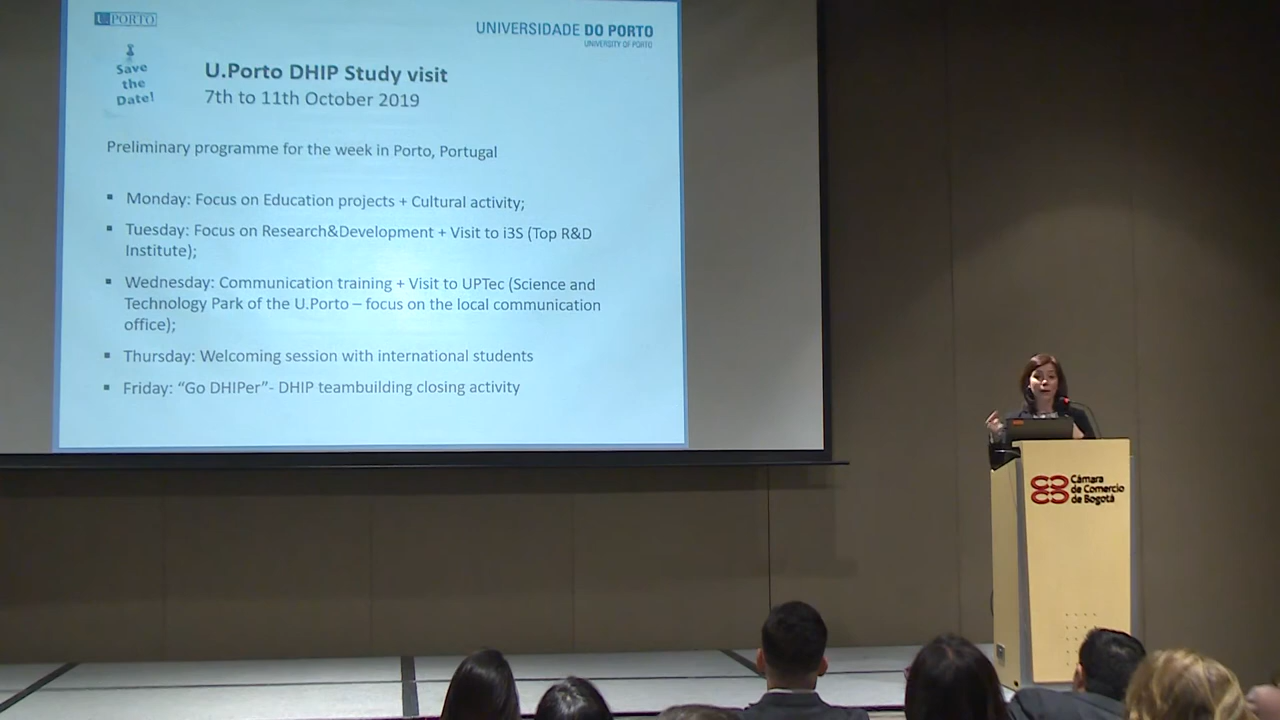 U.PORTO
UNIVERSIDADE DO PORTO
UNIVERSITY OF PORTO
Save
the
Date!
U.Porto DHIP Study visit
7th to 11th October 2019
Preliminary programme for the week in Porto, Portugal
▪ Monday: Focus on Education projects + Cultural activity;
▪ Tuesday: Focus on Research&Development + Visit to i3S (Top R&D
Institute);
▪ Wednesday: Communication training + Visit to UPTec (Science and
Technology Park of the U.Porto – focus on the local communication
office);
▪ Thursday: Welcoming session with international students
▪ Friday: “Go DHIPer”- DHIP teambuilding closing activity
Cámara
de Comercio
de Bogotá